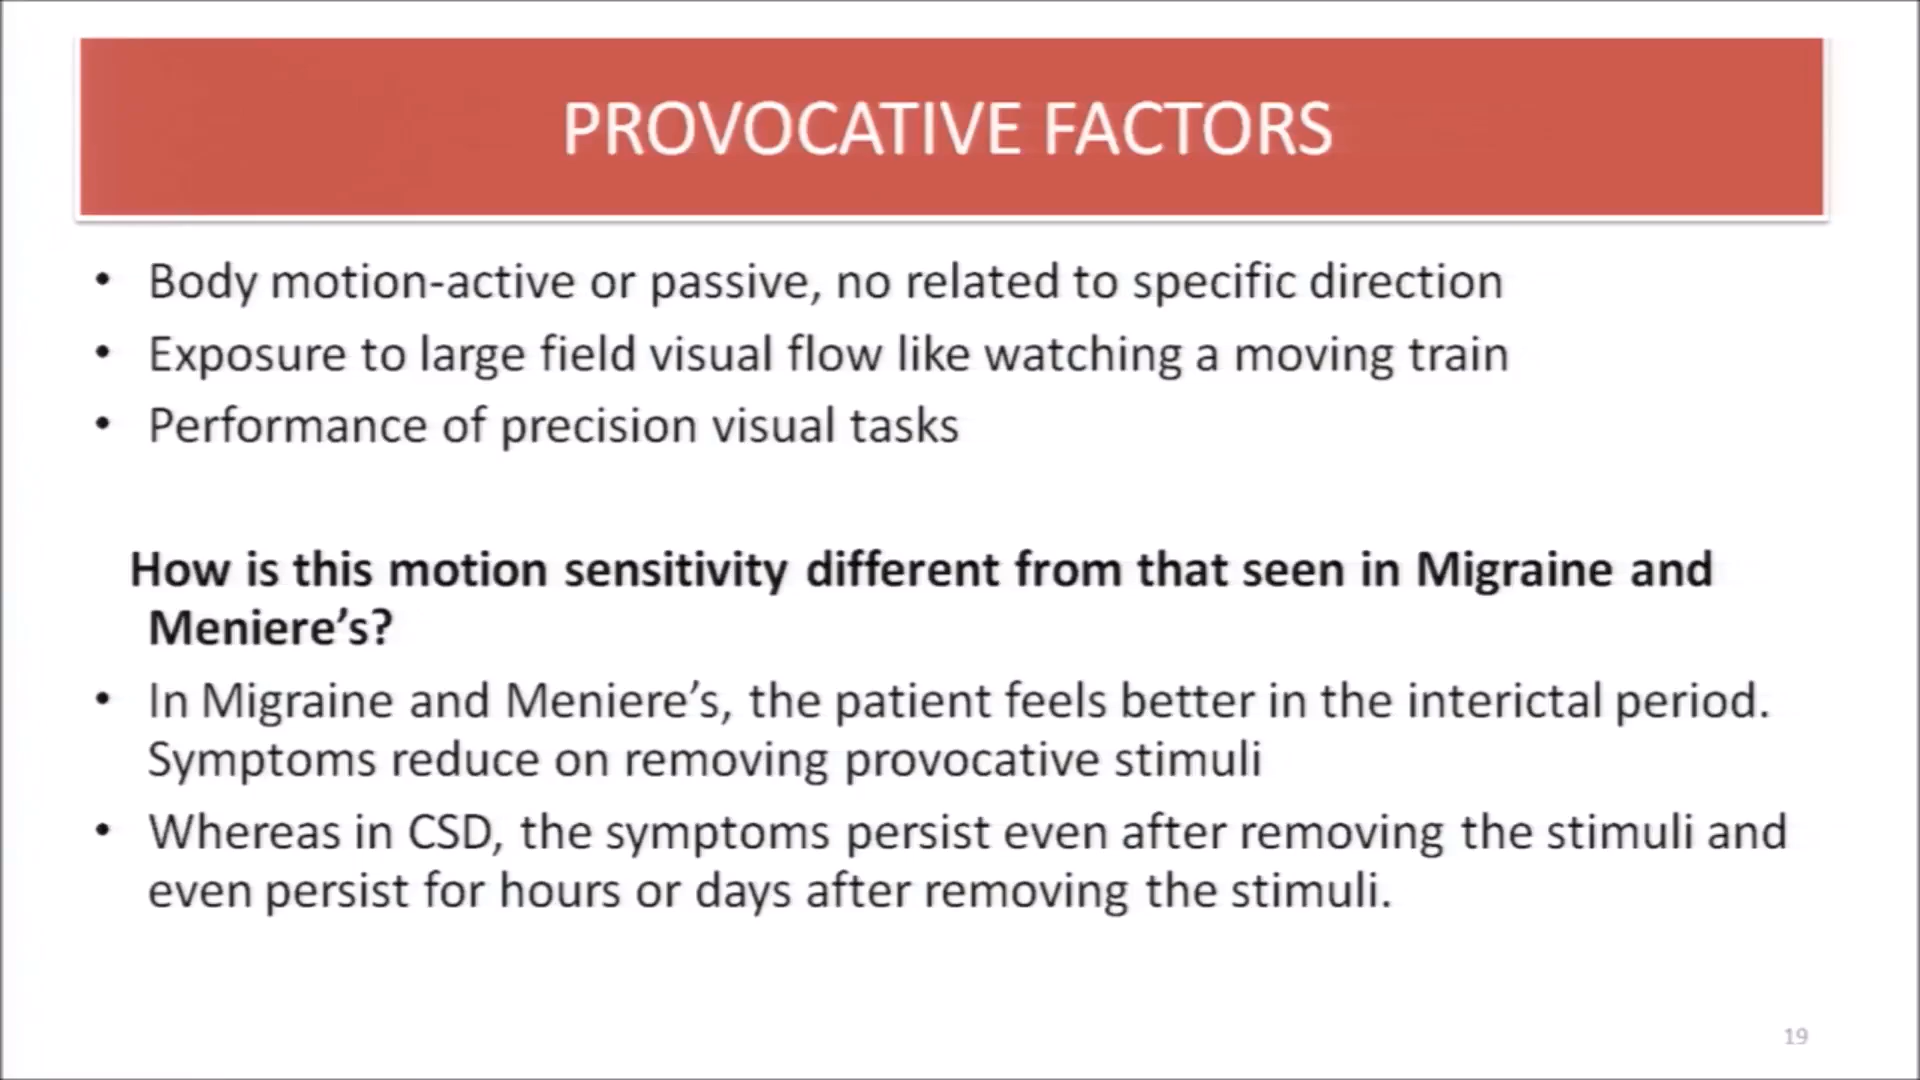 PROVOCATIVE FACTORS
• Body motion-active or passive, no related to specific direction
• Exposure to large field visual flow like watching a moving train
• Performance of precision visual tasks
How is this motion sensitivity different from that seen in Migraine and
Meniere’s?
• In Migraine and Meniere’s, the patient feels better in the interictal period.
Symptoms reduce on removing provocative stimuli
• Whereas in CSD, the symptoms persist even after removing the stimuli and
even persist for hours or days after removing the stimuli.
19